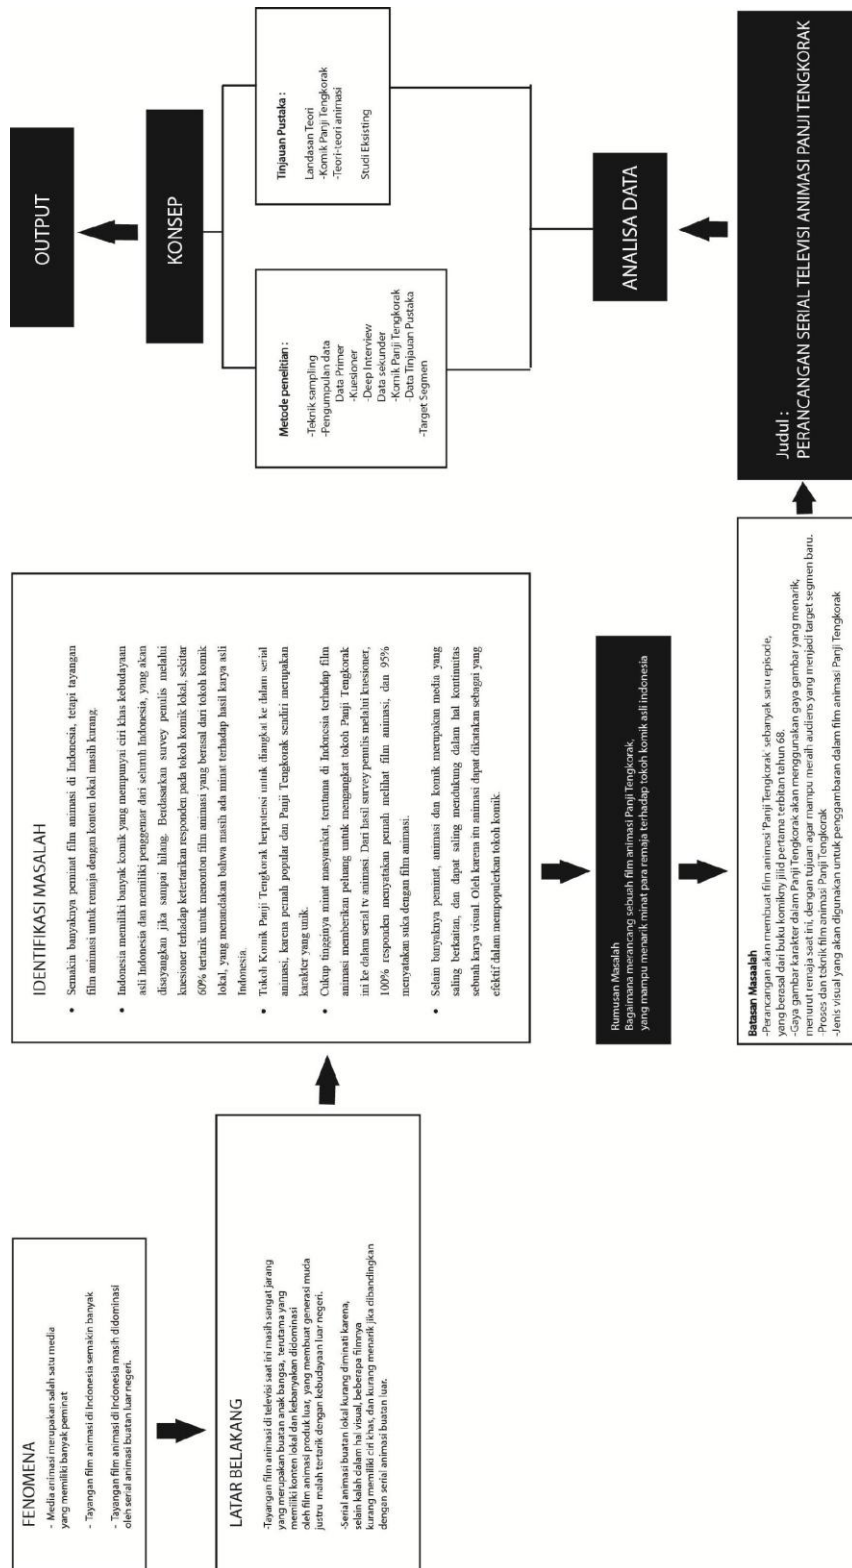 FENOMENA
- Media animasi merupakan salah satu media
yang memiliki banyak peminat
- Tayangan film animasi di Indonesia semakin banyak
- Tayangan film animasi di Indonesia masih didominasi
oleh serial animasi buatan luar negeri.
LATAR BELAKANG
-Tayangan film animasi di televisi saat ini masih sangat jarang
yang merupakan buatan anak bangsa, terutama yang
memiliki konten lokal dan kebanyakan didominasi
oleh film animasi produk luar, yang membuat generasi muda
justru malah tertarik dengan kebudayaan luar negeri.
-Serial animasi buatan lokal kurang diminati karena,
selain kalah dalam hal visual, beberapa filmnya
kurang memiliki ciri khas, dan kurang menarik jika dibandingkan
dengan serial animasi buatan luar.
IDENTIFIKASI MASALAH
• Semakin banyaknya peminat film animasi di Indonesia, tetapi tayangan
film animasi untuk remaja dengan konten lokal masih kurang.
• Indonesia memiliki banyak komik yang mempunyai ciri khas kebudayaan
asli Indonesia dan memiliki penggemar dari seluruh Indonesia, yang akan
disayangkan jika sampai hilang. Berdasarkan survey penulis melalui
kuesioner terhadap ketertarikan responden pada tokoh komik lokal, sekitar
60% tertarik untuk menonton film animasi yang berasal dari tokoh komik
lokal, yang menandakan bahwa masih ada minat terhadap hasil karya asli
Indonesia.
• Tokoh Komik Panji Tengkorak berpotensi untuk diangkat ke dalam serial
animasi, karena pernah popular dan Panji Tengkorak sendiri merupakan
karakter yang unik.
• Cukup tingginya minat masyarakat, terutama di Indonesia terhadap film
animasi memberikan peluang untuk mengangkat tokoh Panji Tengkorak
ini ke dalam serial tv animasi. Dari hasil survey penulis melalui kuesioner,
100% responden menyatakan pernah melihat film animasi, dan 95%
menyatakan suka dengan film animasi.
• Selain banyaknya peminat, animasi dan komik merupakan media yang
saling berkaitan, dan dapat saling mendukung dalam hal kontinuitas
sebuah karya visual. Oleh karena itu animasi dapat dikatakan sebagai yang
efektif dalam mempopulerkan tokoh komik.
Rumusan Masalah
Bagaimana merancang sebuah film animasi Panji Tengkorak,
yang mampu menarik minat para remaja terhadap tokoh komik asli indonesia
Batasan Masaalah
-Perancangan akan membuat film animasi 'Panji Tengkorak' sebanyak satu episode,
yang berasal dari buku komikny jilid pertama terbitan tahun 68.
-Gaya gambar karakter dalam Panji Tengkorak akan menggunakan gaya gambar yang menarik,
menurut remaja saat ini, dengan tujuan agar mampu meraih audiens yang menjadi target segmen baru.
-Proses dan teknik film animasi Panji Tengkorak
-Jenis visual yang akan digunakan untuk penggambaran dalam film animasi Panji Tengkorak
Judul :
PERANCANGAN SERIAL TELEVISI ANIMASI PANJI TENGKORAK
ANALISA DATA
Metode penelitian :
-Teknik sampling
-Pengumpulan data
Data Primer
-Kuesioner
-Deep Interview
Data sekunder
-Komik Panji Tengkorak
-Data Tinjauan Pustaka
-Target Segmen
Tinjauan Pustaka :
Landasan Teori
-Komik Panji Tengkorak
-Teori-teori animasi
Studi Eksisting
KONSEP
OUTPUT